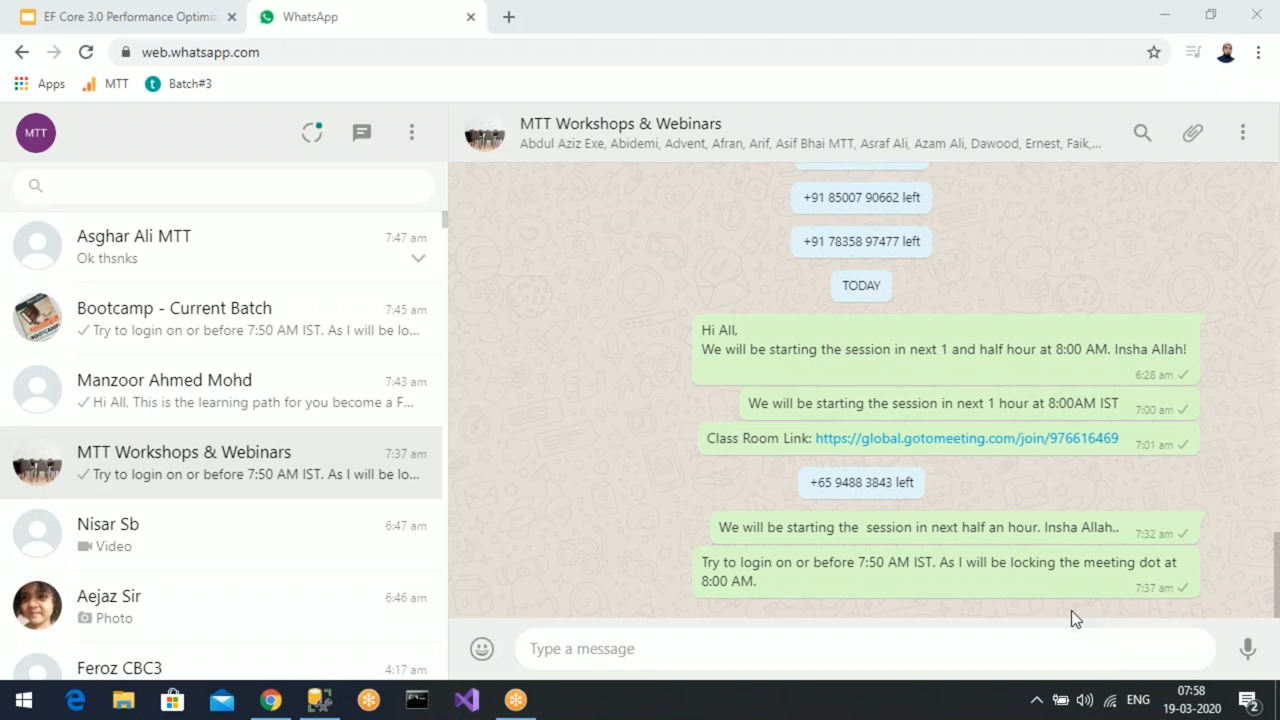 EF Core 3.0 Performance Optimiz
WhatsApp
web.whatsapp.com
Apps
MTT
Batch#3
MTT
MTT Workshops & Webinars
Abdul Aziz Exe, Abidemi, Advent, Afran, Arif, Asif Bhai MTT, Asraf Ali, Azam Ali, Dawood, Ernest, Faik,...
Asghar Ali MTT
7:47 am
Ok thsnks
Bootcamp - Current Batch
7:45 am
Try to login on or before 7:50 AM IST. As I will be lo...
Manzoor Ahmed Mohd
7:43 am
Hi All, This is the learning path for you become a F...
MTT Workshops & Webinars
7:37 am
Try to login on or before 7:50 AM IST. As I will be lo...
Nisar Sb
6:47 am
Video
Aejaz Sir
6:46 am
Photo
Feroz CBC3
4:17 am
+91 85007 90662 left
+91 78358 97477 left
TODAY
Hi All,
We will be starting the session in next 1 and half hour at 8:00 AM. Insha Allah!
6:28 am
We will be starting the session in next 1 hour at 8:00AM IST
7:00 am
Class Room Link: https://global.gotomeeting.com/join/976616469
7:01 am
+65 9488 3843 left
We will be starting the  session in next half an hour. Insha Allah..
7:32 am
Try to login on or before 7:50 AM IST. As I will be locking the meeting dot at
8:00 AM.
7:37 am
Type a message
ENG
07:58
19-03-2020
2